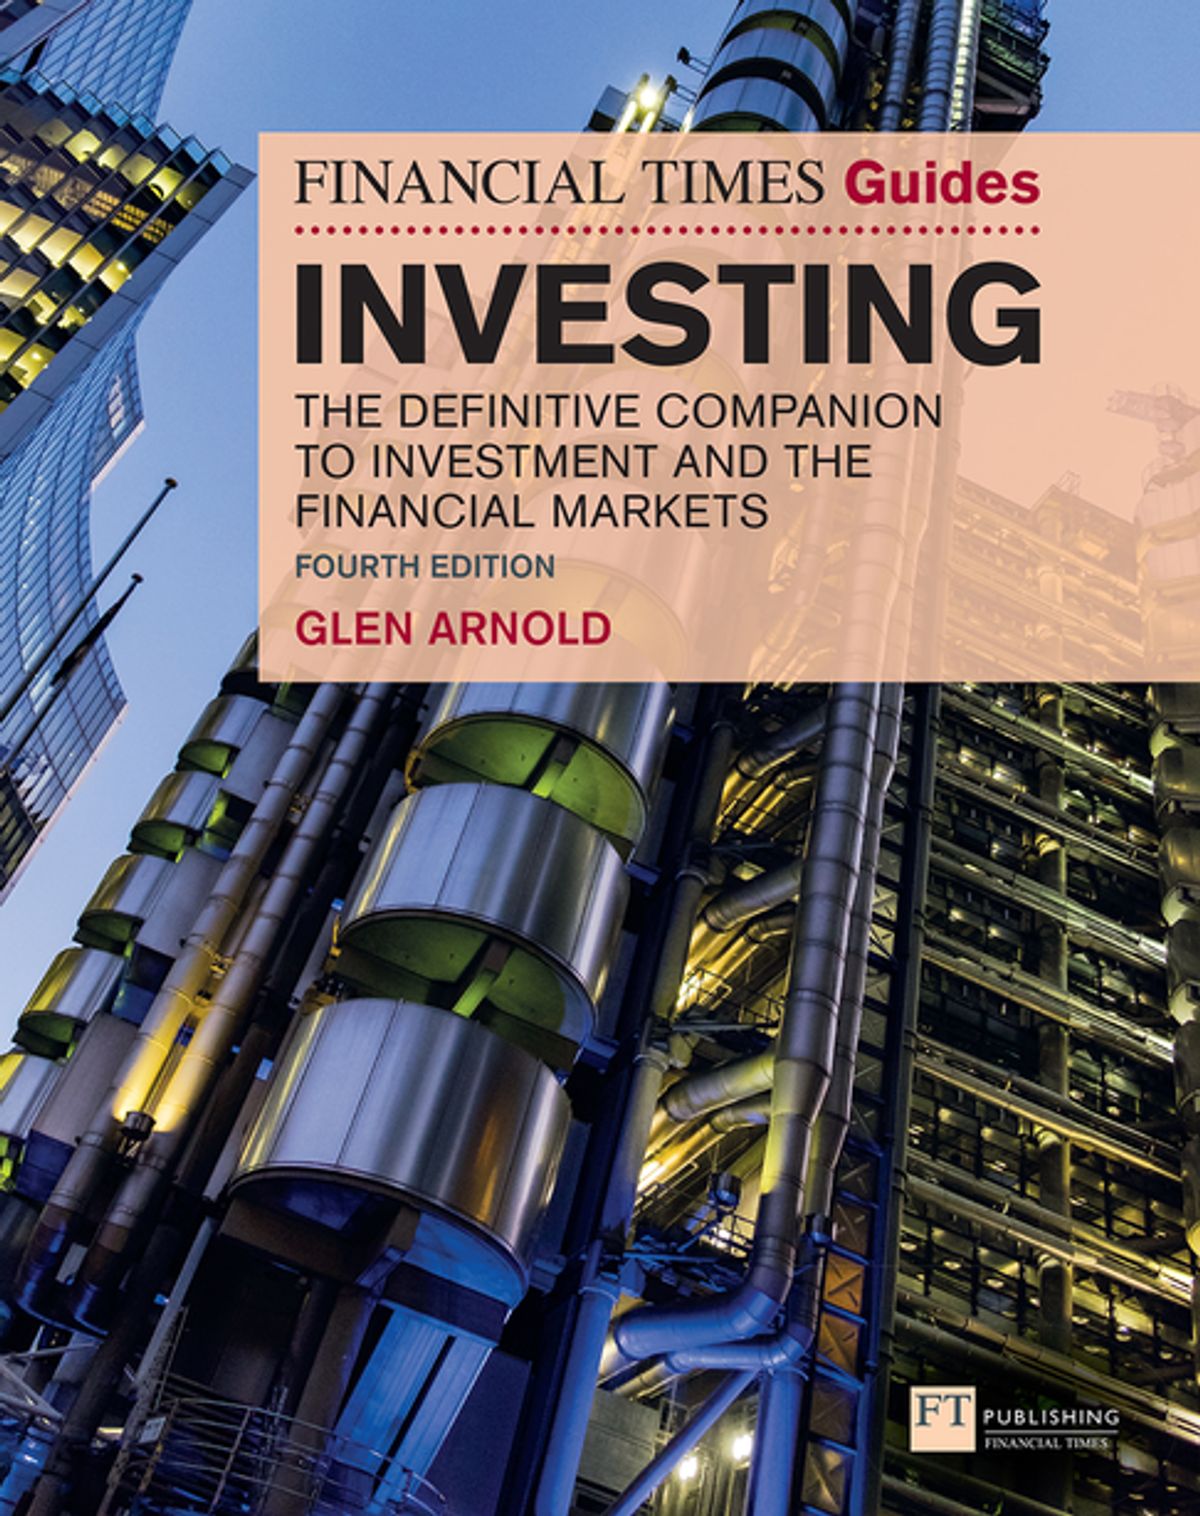 FINANCIAL TIMES Guides
INVESTING
THE DEFINITIVE COMPANION
TO INVESTMENT AND THE
FINANCIAL MARKETS
FOURTH EDITION
GLEN ARNOLD
FT PUBLISHING
FINANCIAL TIMES